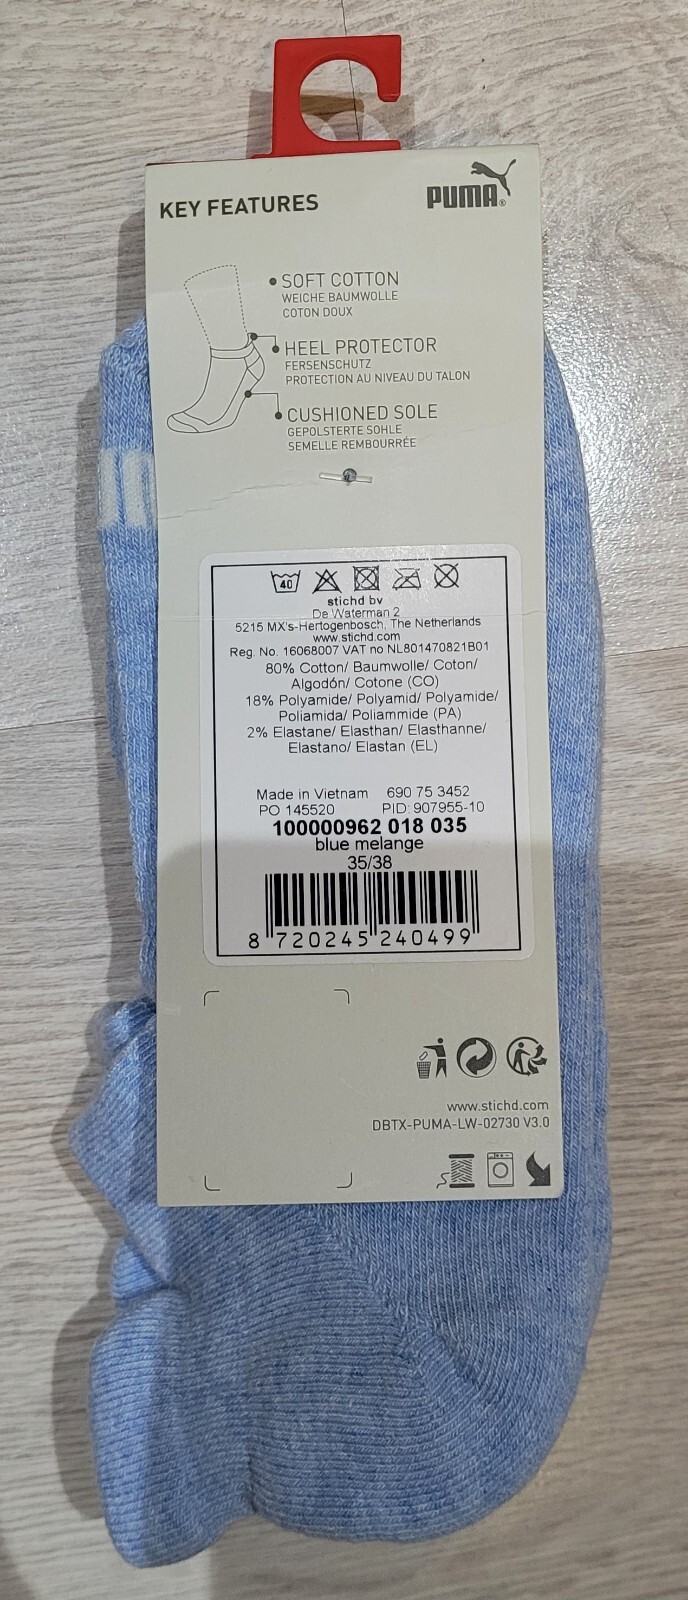 KEY FEATURES
PUMA®
SOFT COTTON
WEICHE BAUMWOLLE
COTON DOUX
HEEL PROTECTOR
FERSENSCHUTZ
PROTECTION AU NIVEAU DU TALON
CUSHIONED SOLE
GEPOLSTERTE SOHLE
SEMELLE REMBOURRÉE
40
stichd bv
De Waterman 2
5215 MX's-Hertogenbosch, The Netherlands
www.stichd.com
Reg. No. 16068007 VAT no NL801470821B01
80% Cotton/ Baumwolle/ Coton/
Algodón/ Cotone (CO)
18% Polyamide/ Polyamid/ Polyamide/
Poliamida/ Poliammide (PA)
2% Elastane/ Elasthan/ Elasthanne/
Elastano/ Elastan (EL)
Made in Vietnam 690 75 3452
PO 145520 PID: 907955-10
100000962 018 035
blue melange
35/38
8 720245 240499
www.stichd.com
DBTX-PUMA-LW-02730 V3.0